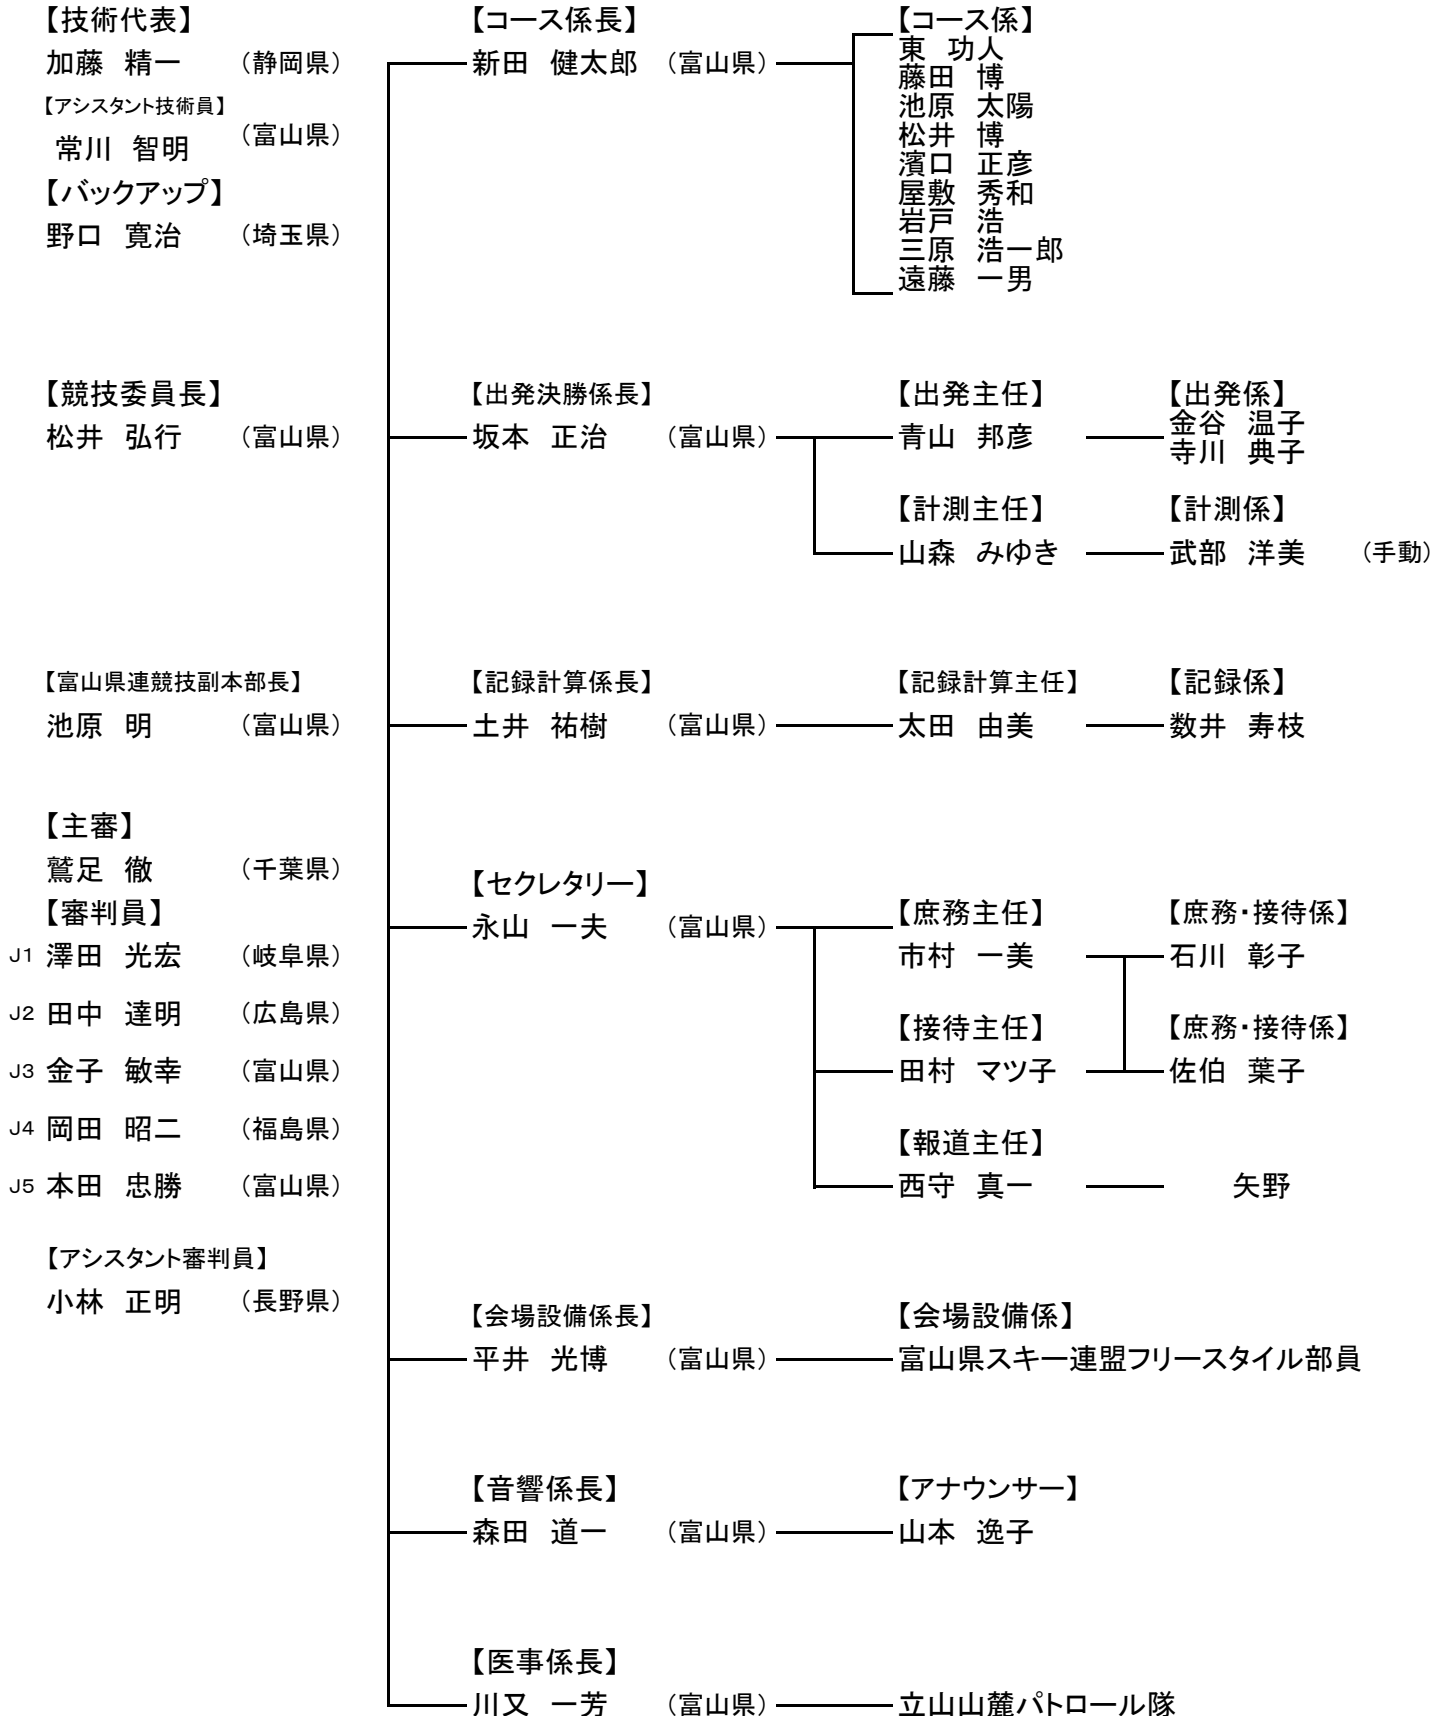 【技術代表】 【コース係長】 【コース係】
加藤 精一 （静岡県） 新田 健太郎 （富山県） 東 功人
藤田 博
【アシスタント技術員】 池原 太陽
常川 智明 （富山県） 松井 博
濱口 正彦
【バックアップ】 屋敷 秀和
野口 寛治 （埼玉県） 岩戸 浩
三原 浩一郎
遠藤 一男
【競技委員長】 【出発決勝係長】 【出発主任】 【出発係】
松井 弘行 （富山県） 坂本 正治 （富山県） 青山 邦彦 金谷 温子
寺川 典子
【計測主任】 【計測係】
山森 みゆき 武部 洋美 （手動）
【富山県連競技副本部長】 【記録計算係長】 【記録計算主任】 【記録係】
池原 明 （富山県） 土井 祐樹 （富山県） 太田 由美 数井 寿枝
【主審】
鷲足 徹 （千葉県） 【セクレタリー】
【審判員】 永山 一夫 （富山県） 【庶務主任】 【庶務・接待係】
J1 澤田 光宏 （岐阜県） 市村 一美 石川 彰子
J2 田中 達明 （広島県） 【接待主任】 【庶務・接待係】
J3 金子 敏幸 （富山県） 田村 マツ子 佐伯 葉子
J4 岡田 昭二 （福島県） 【報道主任】
J5 本田 忠勝 （富山県） 西守 真一 矢野
【アシスタント審判員】
小林 正明 （長野県） 【会場設備係長】 【会場設備係】
平井 光博 （富山県） 富山県スキー連盟フリースタイル部員
【音響係長】 【アナウンサー】
森田 道一 （富山県） 山本 逸子
【医事係長】
川又 一芳 （富山県） 立山山麓パトロール隊